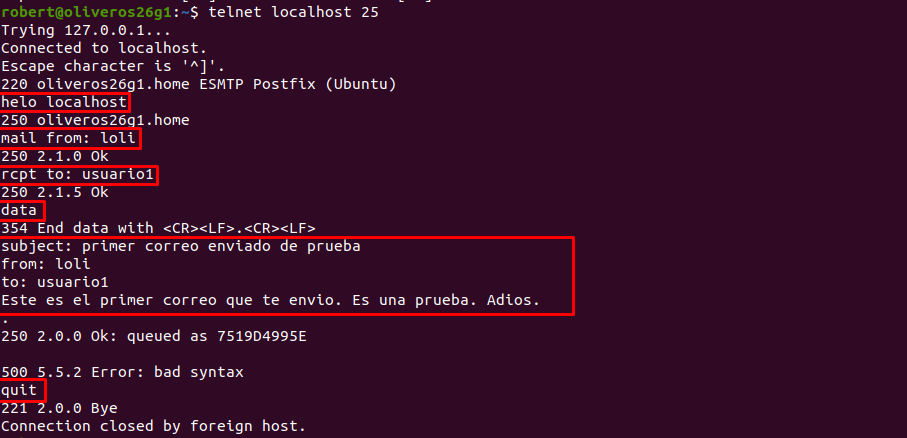 robert@oliveros26g1:~$ telnet localhost 25
Trying 127.0.0.1...
Connected to localhost.
Escape character is '^]'.
220 oliveros26g1.home ESMTP Postfix (Ubuntu)
helo localhost
250 oliveros26g1.home
mail from: loli
250 2.1.0 Ok
rcpt to: usuario1
250 2.1.5 Ok
data
354 End data with <CR><LF>.<CR><LF>
subject: primer correo enviado de prueba
from: loli
to: usuario1
Este es el primer correo que te envio. Es una prueba. Adios.
.
250 2.0.0 Ok: queued as 7519D4995E
500 5.5.2 Error: bad syntax
quit
221 2.0.0 Bye
Connection closed by foreign host.